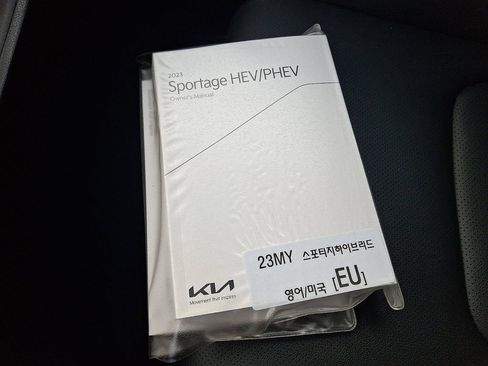 2023
Sportage HEV/PHEV
Owner's Manual
KIA
Movement that inspires
23MY 스포티지하이브리드
영어/미국 [EU]